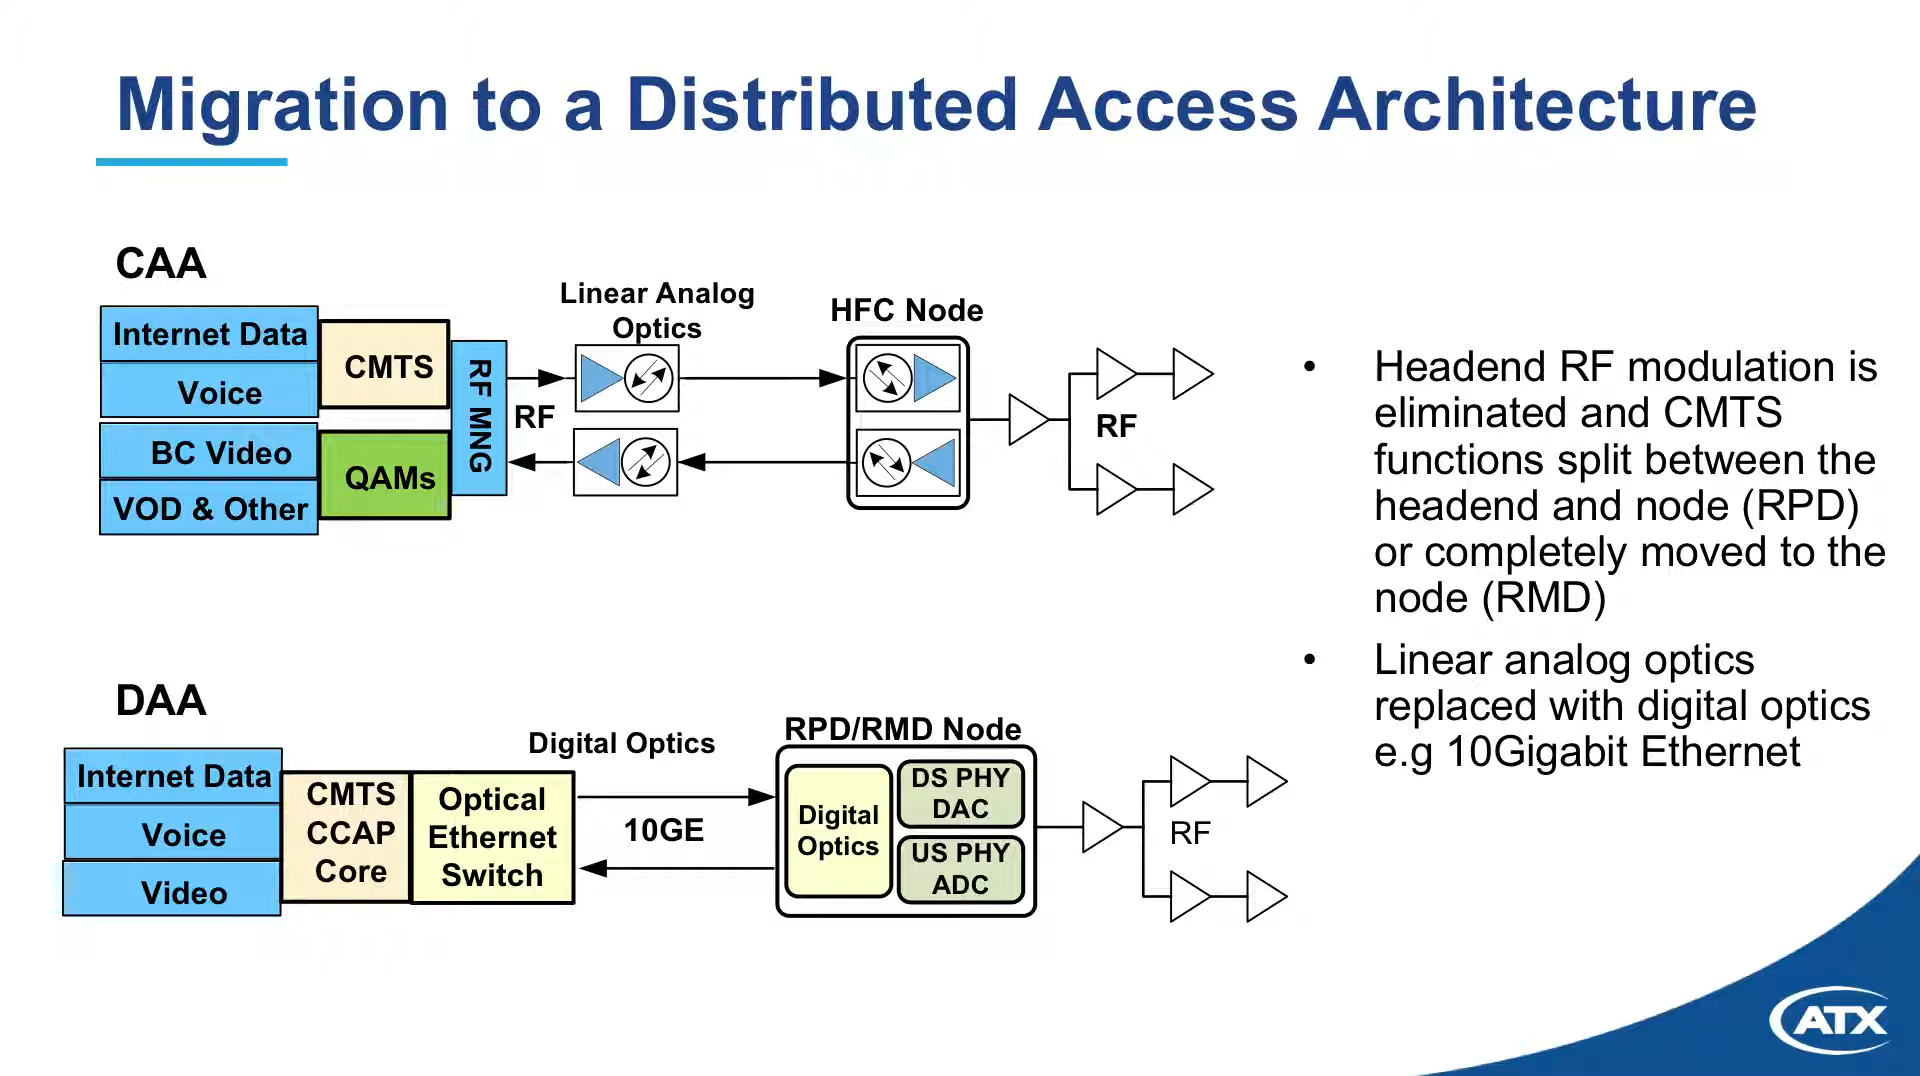 Migration to a Distributed Access Architecture
CAA
Internet Data
Voice
BC Video
VOD & Other
CMTS
QAMs
RF MNG
RF
Linear Analog
Optics
HFC Node
RF
DAA
Internet Data
Voice
Video
CMTS
CCAP
Core
Optical
Ethernet
Switch
Digital Optics
10GE
RPD/RMD Node
Digital
Optics
DS PHY
DAC
US PHY
ADC
RF
• Headend RF modulation is
eliminated and CMTS
functions split between the
headend and node (RPD)
or completely moved to the
node (RMD)
• Linear analog optics
replaced with digital optics
e.g 10Gigabit Ethernet
ATX